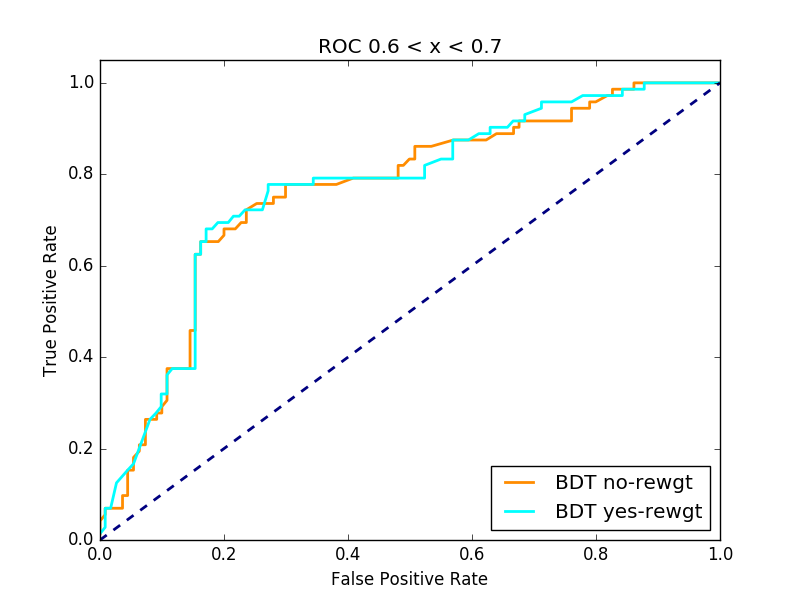 ROC 0.6 < x < 0.7
1.0
0.8
0.6
0.4
0.2
0.0
True Positive Rate
BDT no-rewgt
BDT yes-rewgt
0.0 0.2 0.4 0.6 0.8 1.0
False Positive Rate